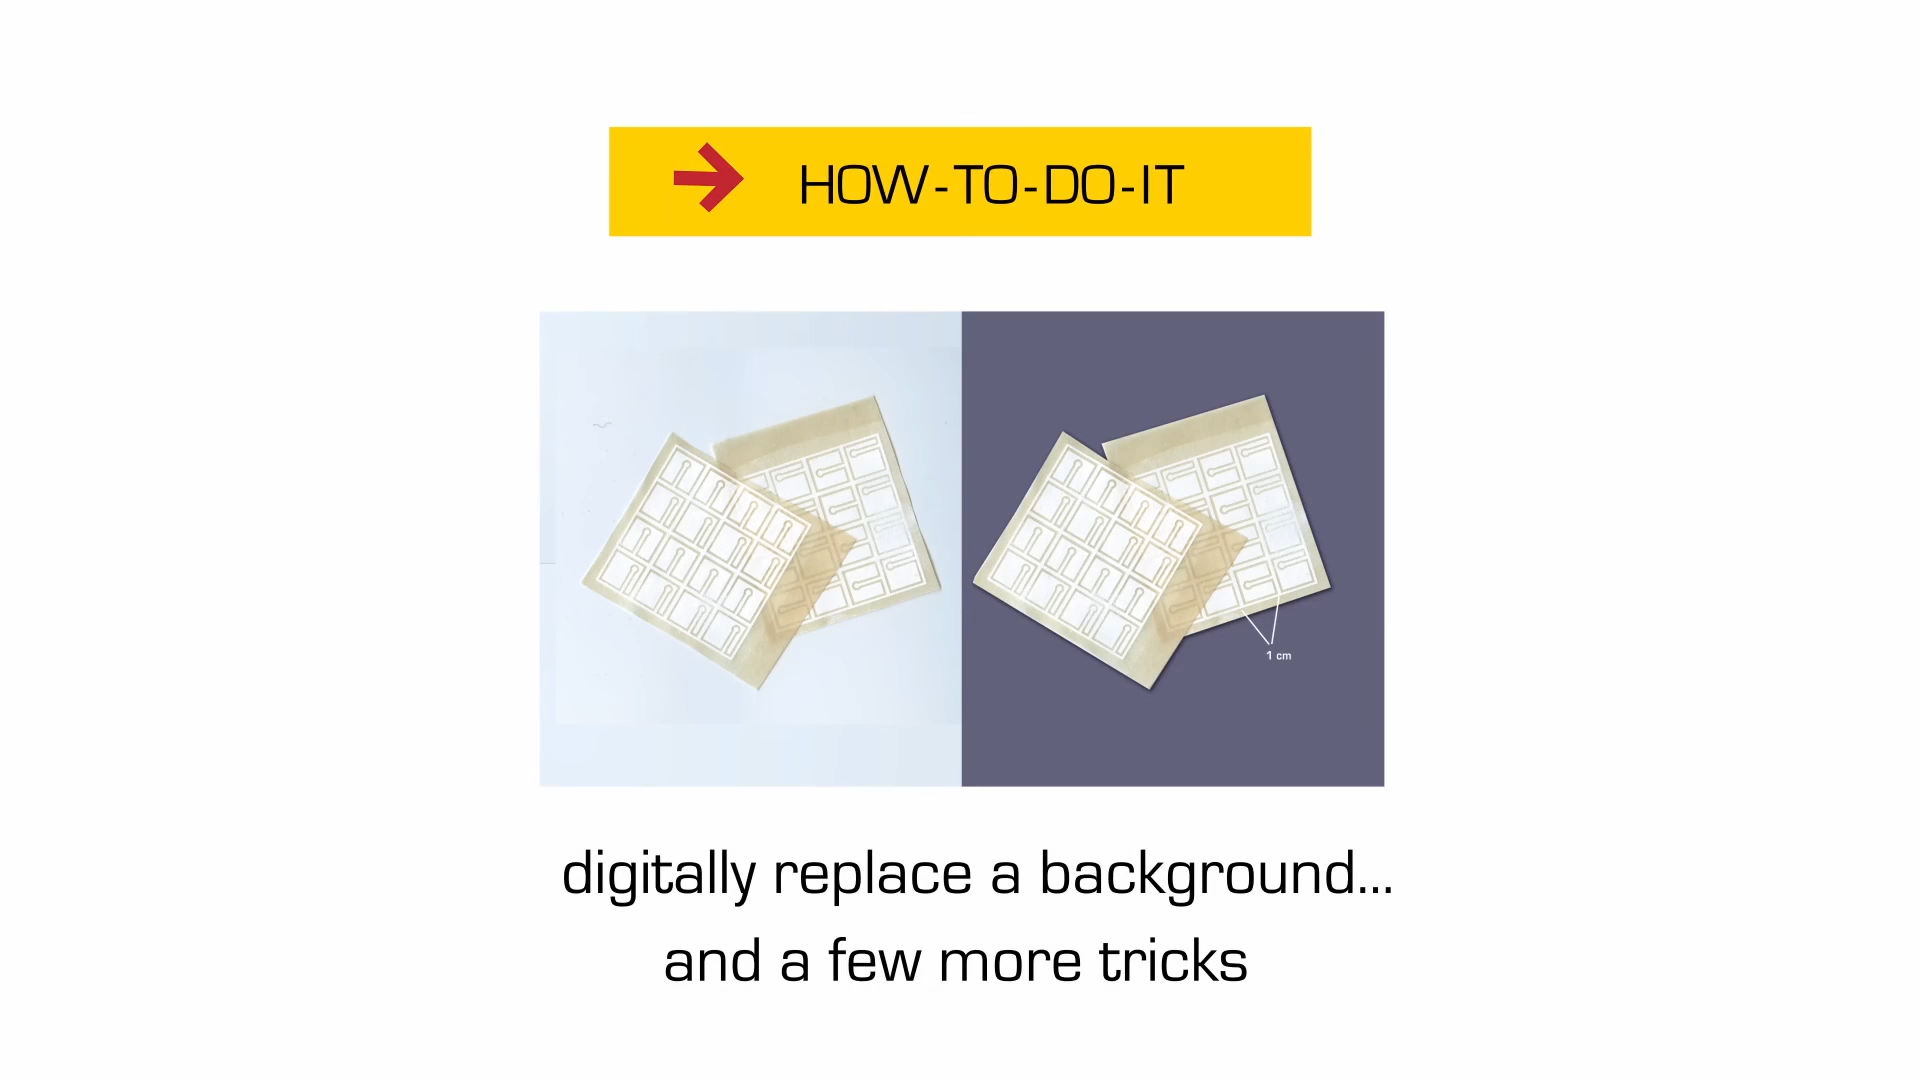 HOW-TO-DO-IT
1 cm
digitally replace a background...
and a few more tricks